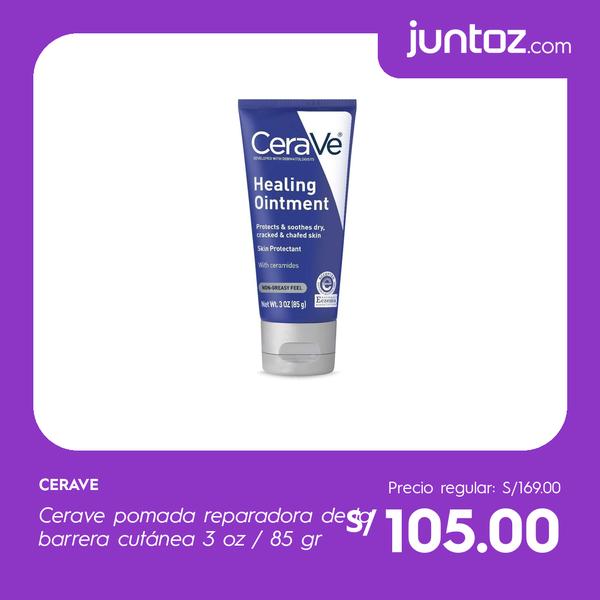 juntoz.com
CeraVe®
DEVELOPED WITH DERMATOLOGISTS
Healing
Ointment
Protects & soothes dry,
cracked & chafed skin
Skin Protectant
With ceramides
NON-GREASY FEEL
Net Wt. 3 OZ (85 g)
Eczema
CERAVE
Precio regular: S/169.00
Cerave pomada reparadora de la
barrera cutánea 3 oz / 85 gr
S/ 105.00